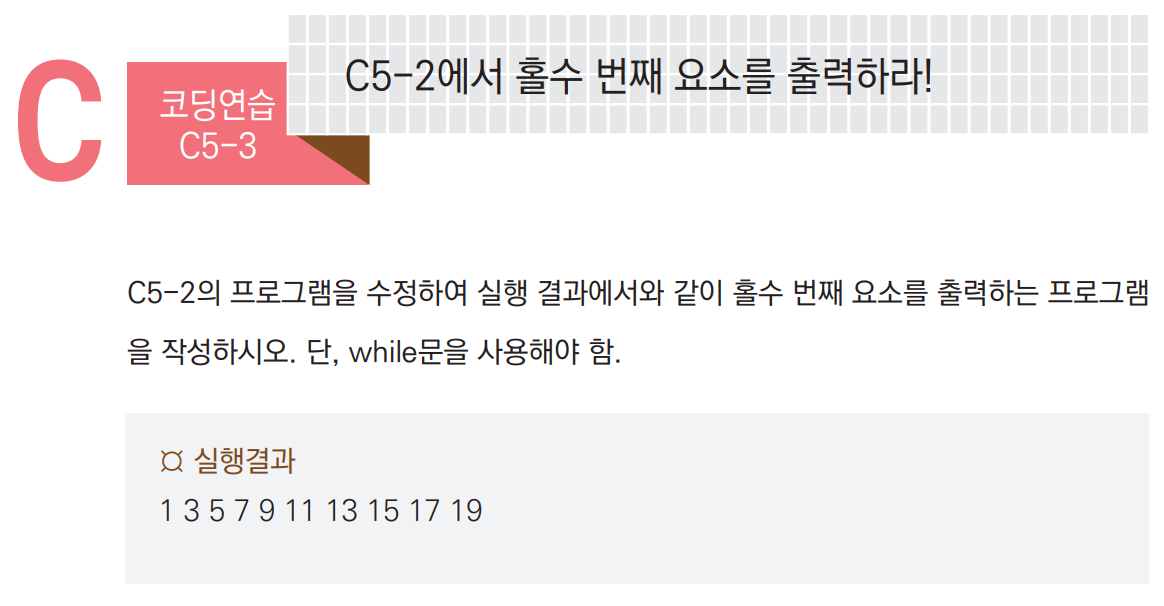 C
코딩연습
C5-3
C5-2에서 홀수 번째 요소를 출력하라!
C5-2의 프로그램을 수정하여 실행 결과에서와 같이 홀수 번째 요소를 출력하는 프로그램
을 작성하시오. 단, while문을 사용해야 함.
¤ 실행결과
1 3 5 7 9 11 13 15 17 19